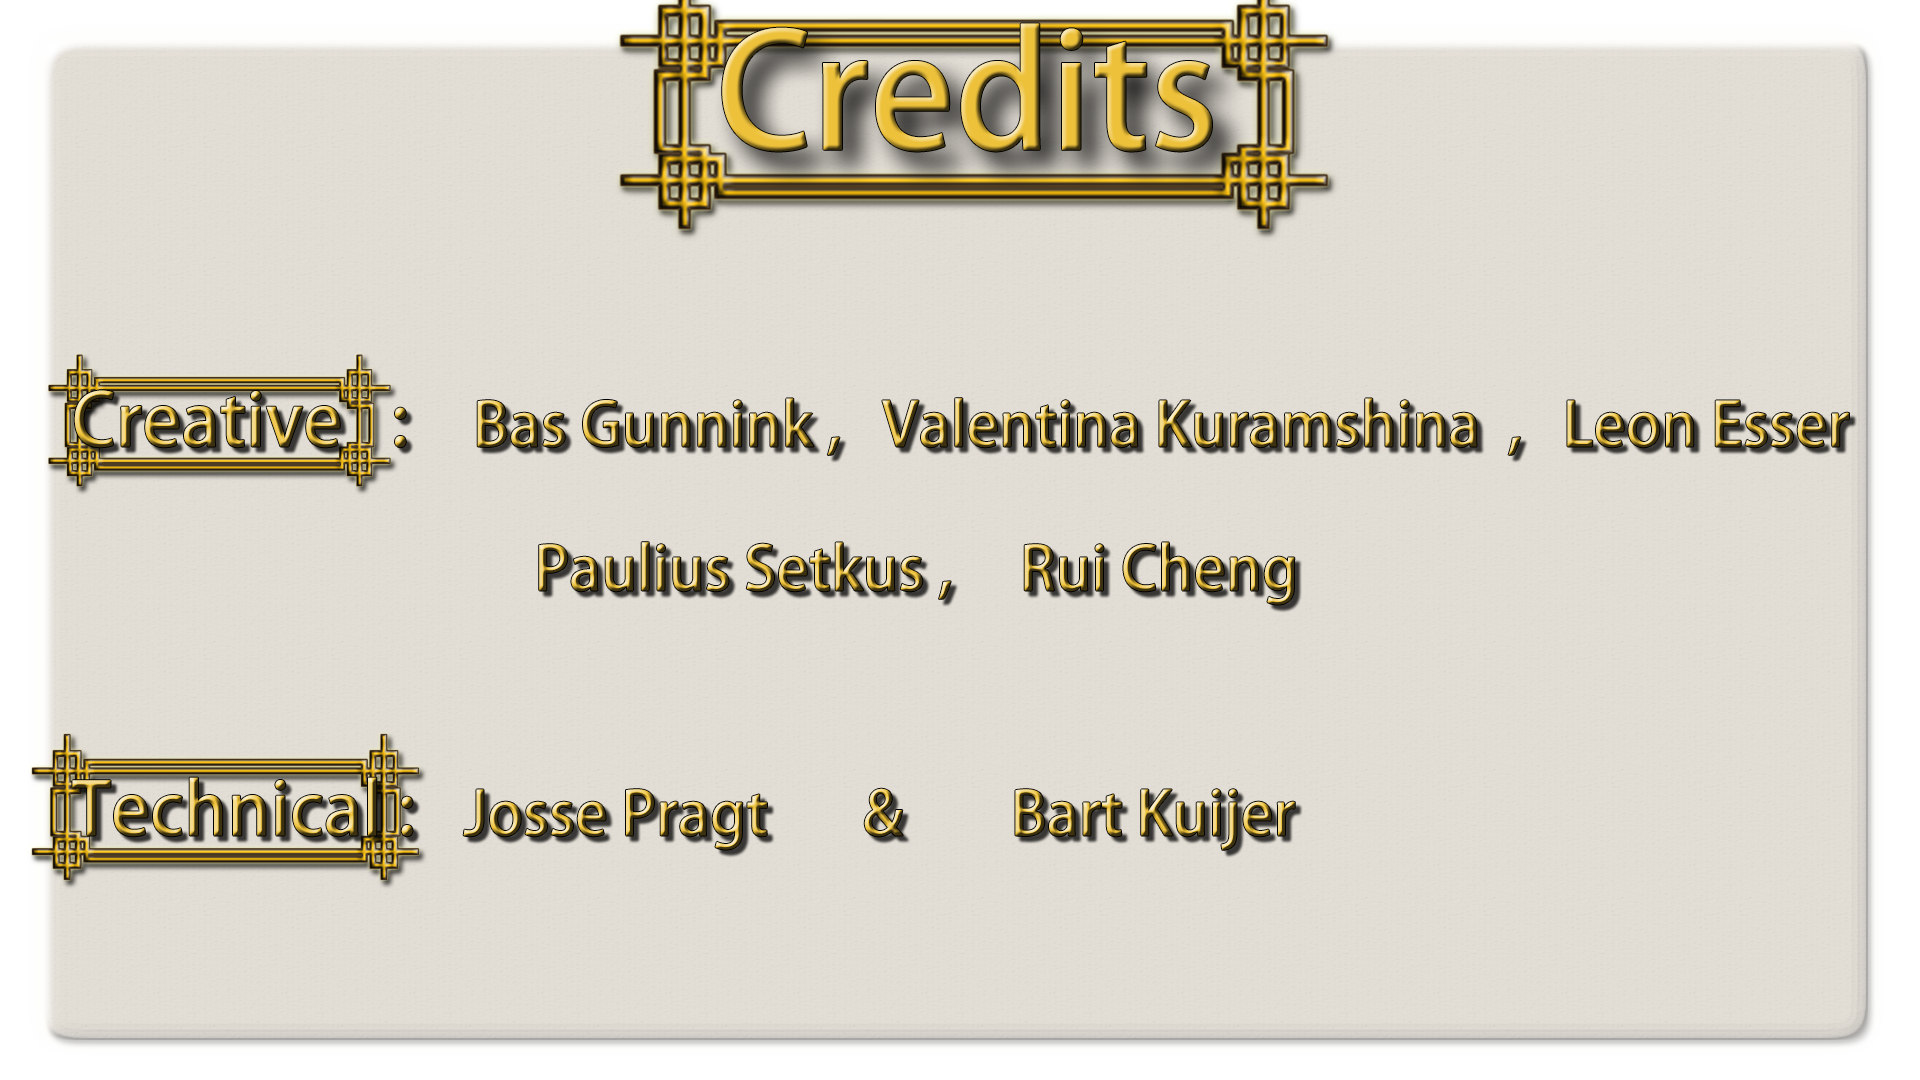 Credits
Creative : Bas Gunnink , Valentina Kuramshina , Leon Esser
Paulius Setkus , Rui Cheng
Technical : Josse Pragt & Bart Kuijer